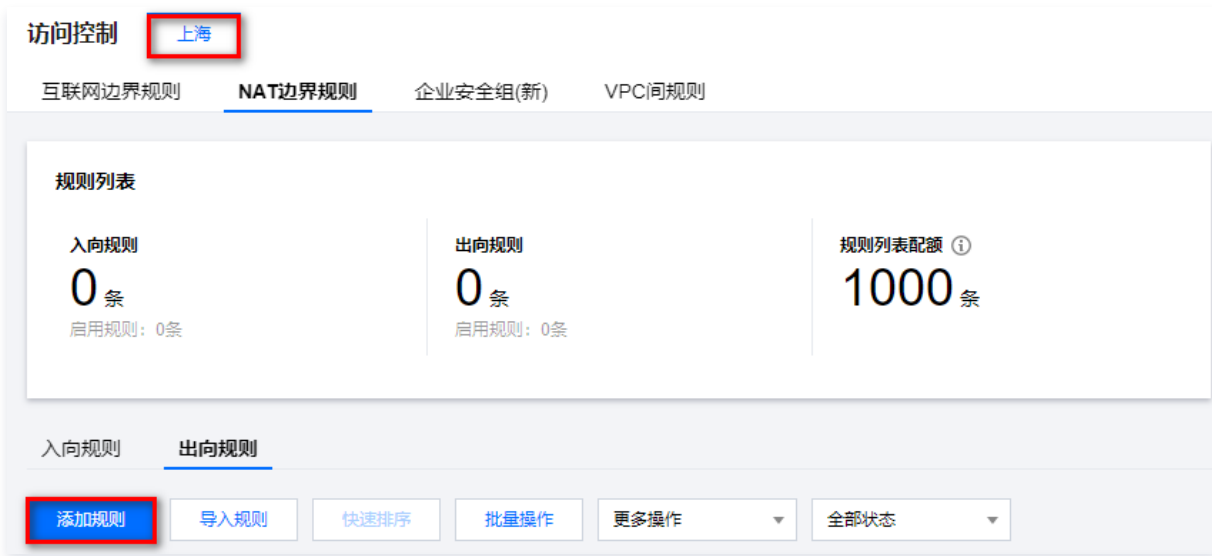 访问控制 上海
互联网边界规则 NAT边界规则 企业安全组(新) VPC间规则
规则列表
入向规则 出向规则 规则列表配额
0 条 0 条 1000 条
启用规则: 0条 启用规则: 0条
入向规则 出向规则
添加规则 导入规则 快速排序 批量操作 更多操作 全部状态